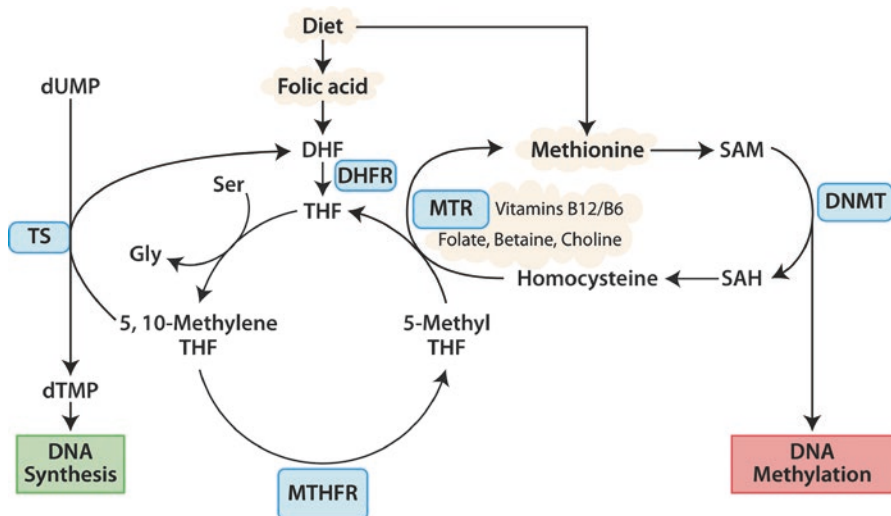 Diet
dUMP
Folic acid
DHF
Methionine
SAM
DHFR
Ser
MTR
Vitamins B12/B6
DNMT
THF
TS
Folate, Betaine, Choline
Gly
Homocysteine
SAH
5, 10-Methylene
THF
5-Methyl
THF
dTMP
DNA
Synthesis
MTHFR
DNA
Methylation